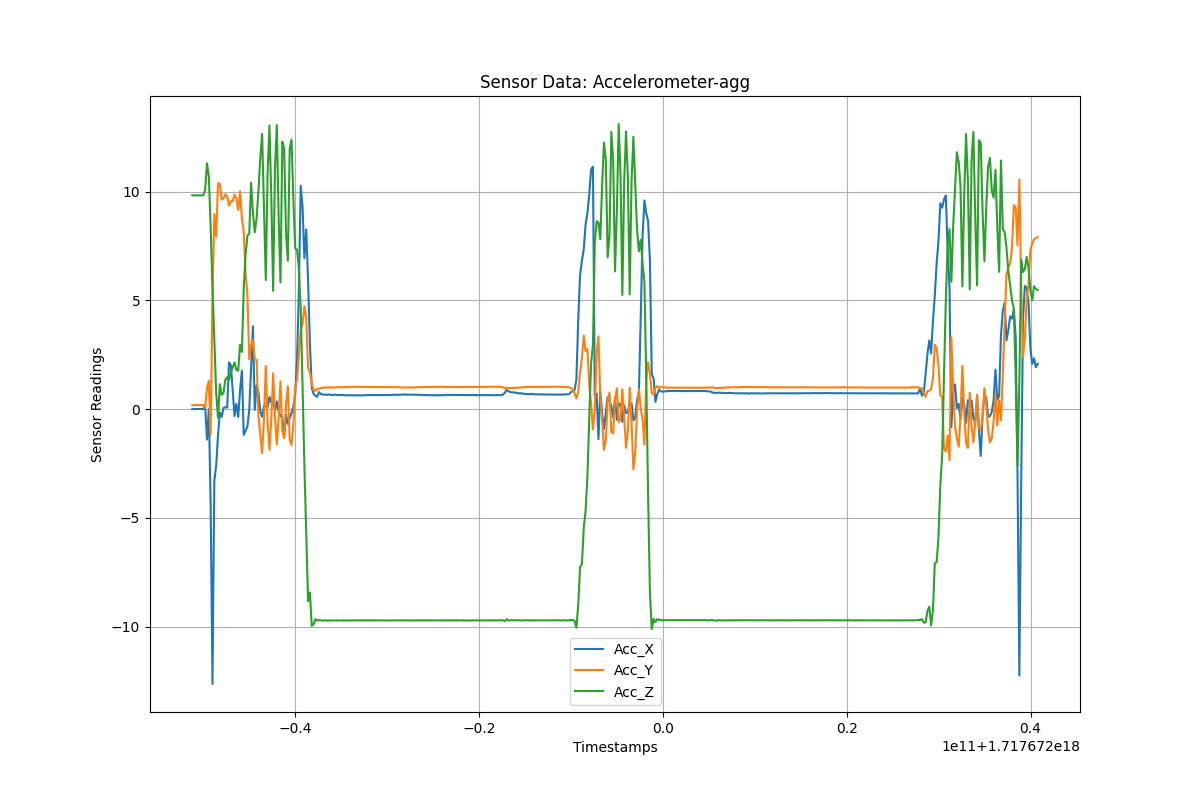 Sensor Data: Accelerometer-agg
Sensor Readings
10
5
0
−5
−10
Acc_X
Acc_Y
Acc_Z
−0.4 −0.2 0.0 0.2 0.4
Timestamps
1e11+1.717672e18